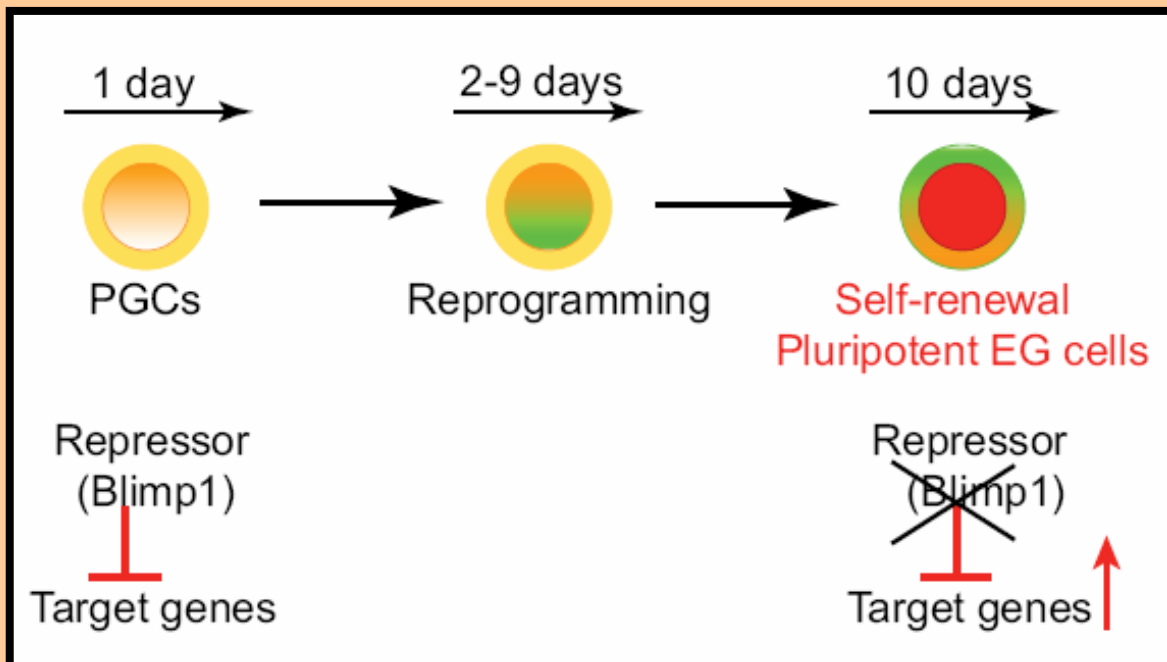 1 day
2-9 days
10 days
PGCs
Reprogramming
Self-renewal
Pluripotent EG cells
Repressor
(Blimp1)
Target genes
Repressor
(Blimp1)
Target genes